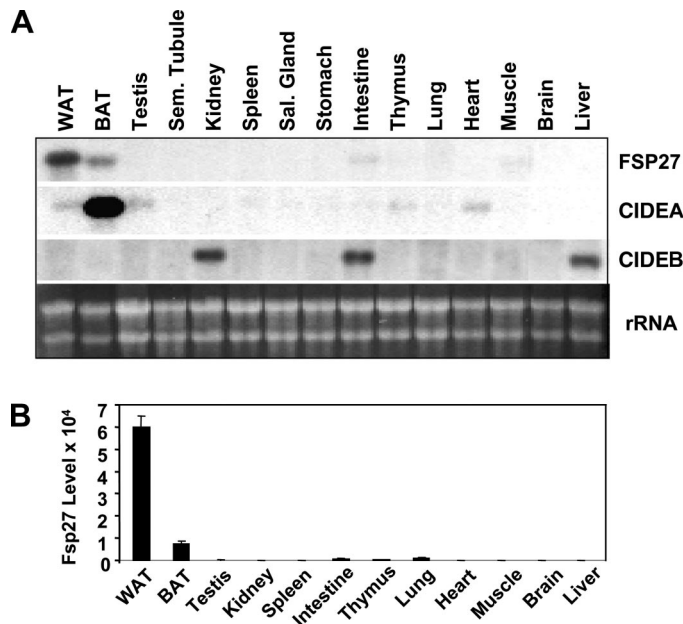 A
WAT
BAT
Testis
Sem. Tubule
Kidney
Spleen
Sal. Gland
Stomach
Intestine
Thymus
Lung
Heart
Muscle
Brain
Liver
FSP27
CIDEA
CIDEB
rRNA
B
Fsp27 Level x 10⁴
7
6
5
4
3
2
1
0
WAT
BAT
Testis
Kidney
Spleen
Intestine
Thymus
Lung
Heart
Muscle
Brain
Liver